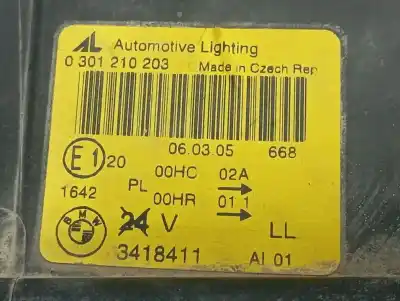 AL Automotive Lighting
0 301 210 203 Made in Czech Rep
06.03.05 668
E1 20 00HC 02A
PL
1642 00HR 01 1
BMW 24 V LL
3418411 AI 01